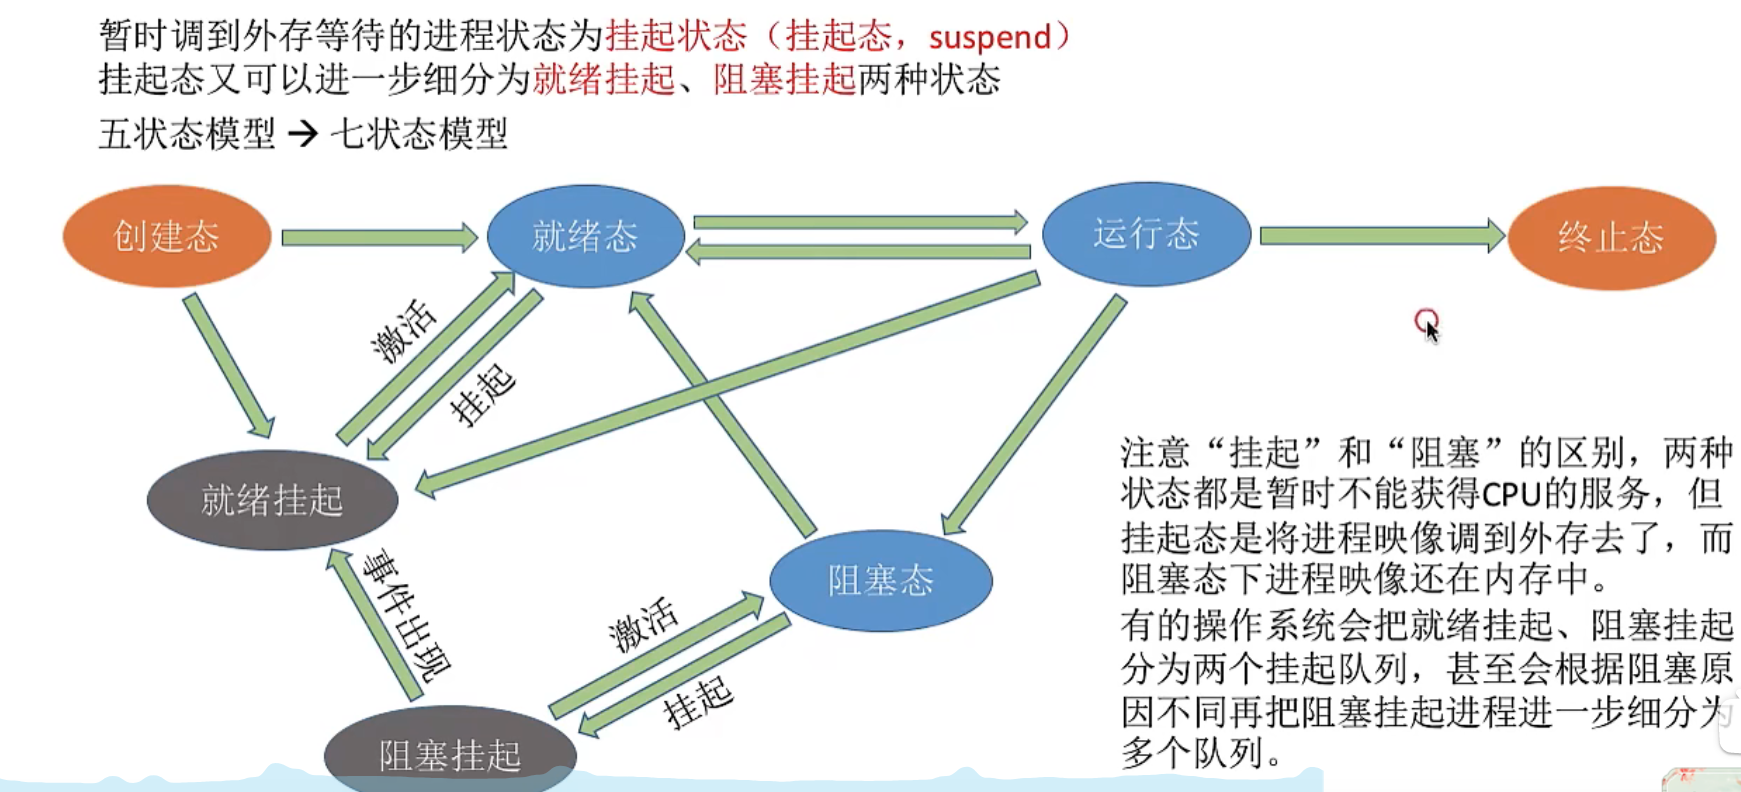 暂时调到外存等待的进程状态为挂起状态（挂起态，suspend）
挂起态又可以进一步细分为就绪挂起、阻塞挂起两种状态
五状态模型 → 七状态模型
创建态
就绪态
运行态
终止态
激活
挂起
就绪挂起
事件出现
阻塞态
激活
挂起
阻塞挂起
注意“挂起”和“阻塞”的区别，两种
状态都是暂时不能获得CPU的服务，但
挂起态是将进程映像调到外存去了，而
阻塞态下进程映像还在内存中。
有的操作系统会把就绪挂起、阻塞挂起
分为两个挂起队列，甚至会根据阻塞原
因不同再把阻塞挂起进程进一步细分为
多个队列。